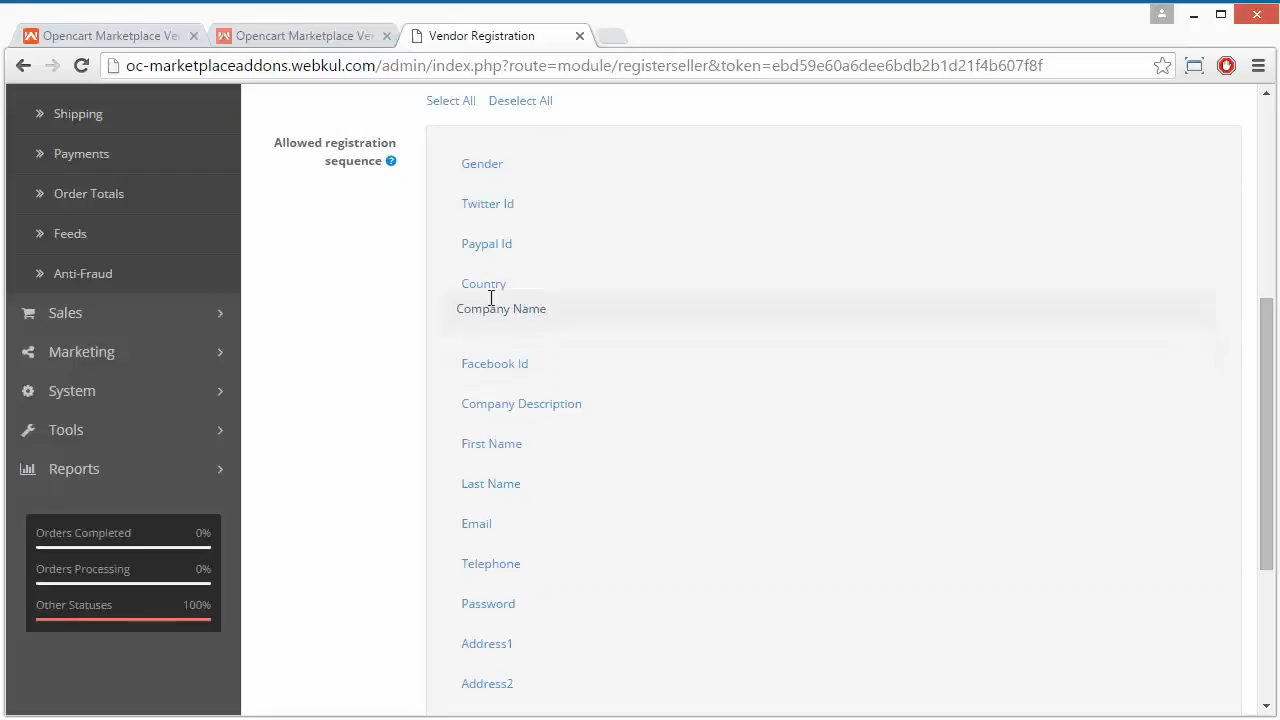 Opencart Marketplace Ve
Opencart Marketplace Ve
Vendor Registration
oc-marketplaceaddons.webkul.com/admin/index.php?route=module/registerseller&token=ebd59e60a6dee6bdb2b1d21f4b607f8f
Shipping
Payments
Order Totals
Feeds
Anti-Fraud
Sales
Marketing
System
Tools
Reports
Orders Completed 0%
Orders Processing 0%
Other Statuses 100%
Select All Deselect All
Allowed registration
sequence ?
Gender
Twitter Id
Paypal Id
Country
Company Name
Facebook Id
Company Description
First Name
Last Name
Email
Telephone
Password
Address1
Address2